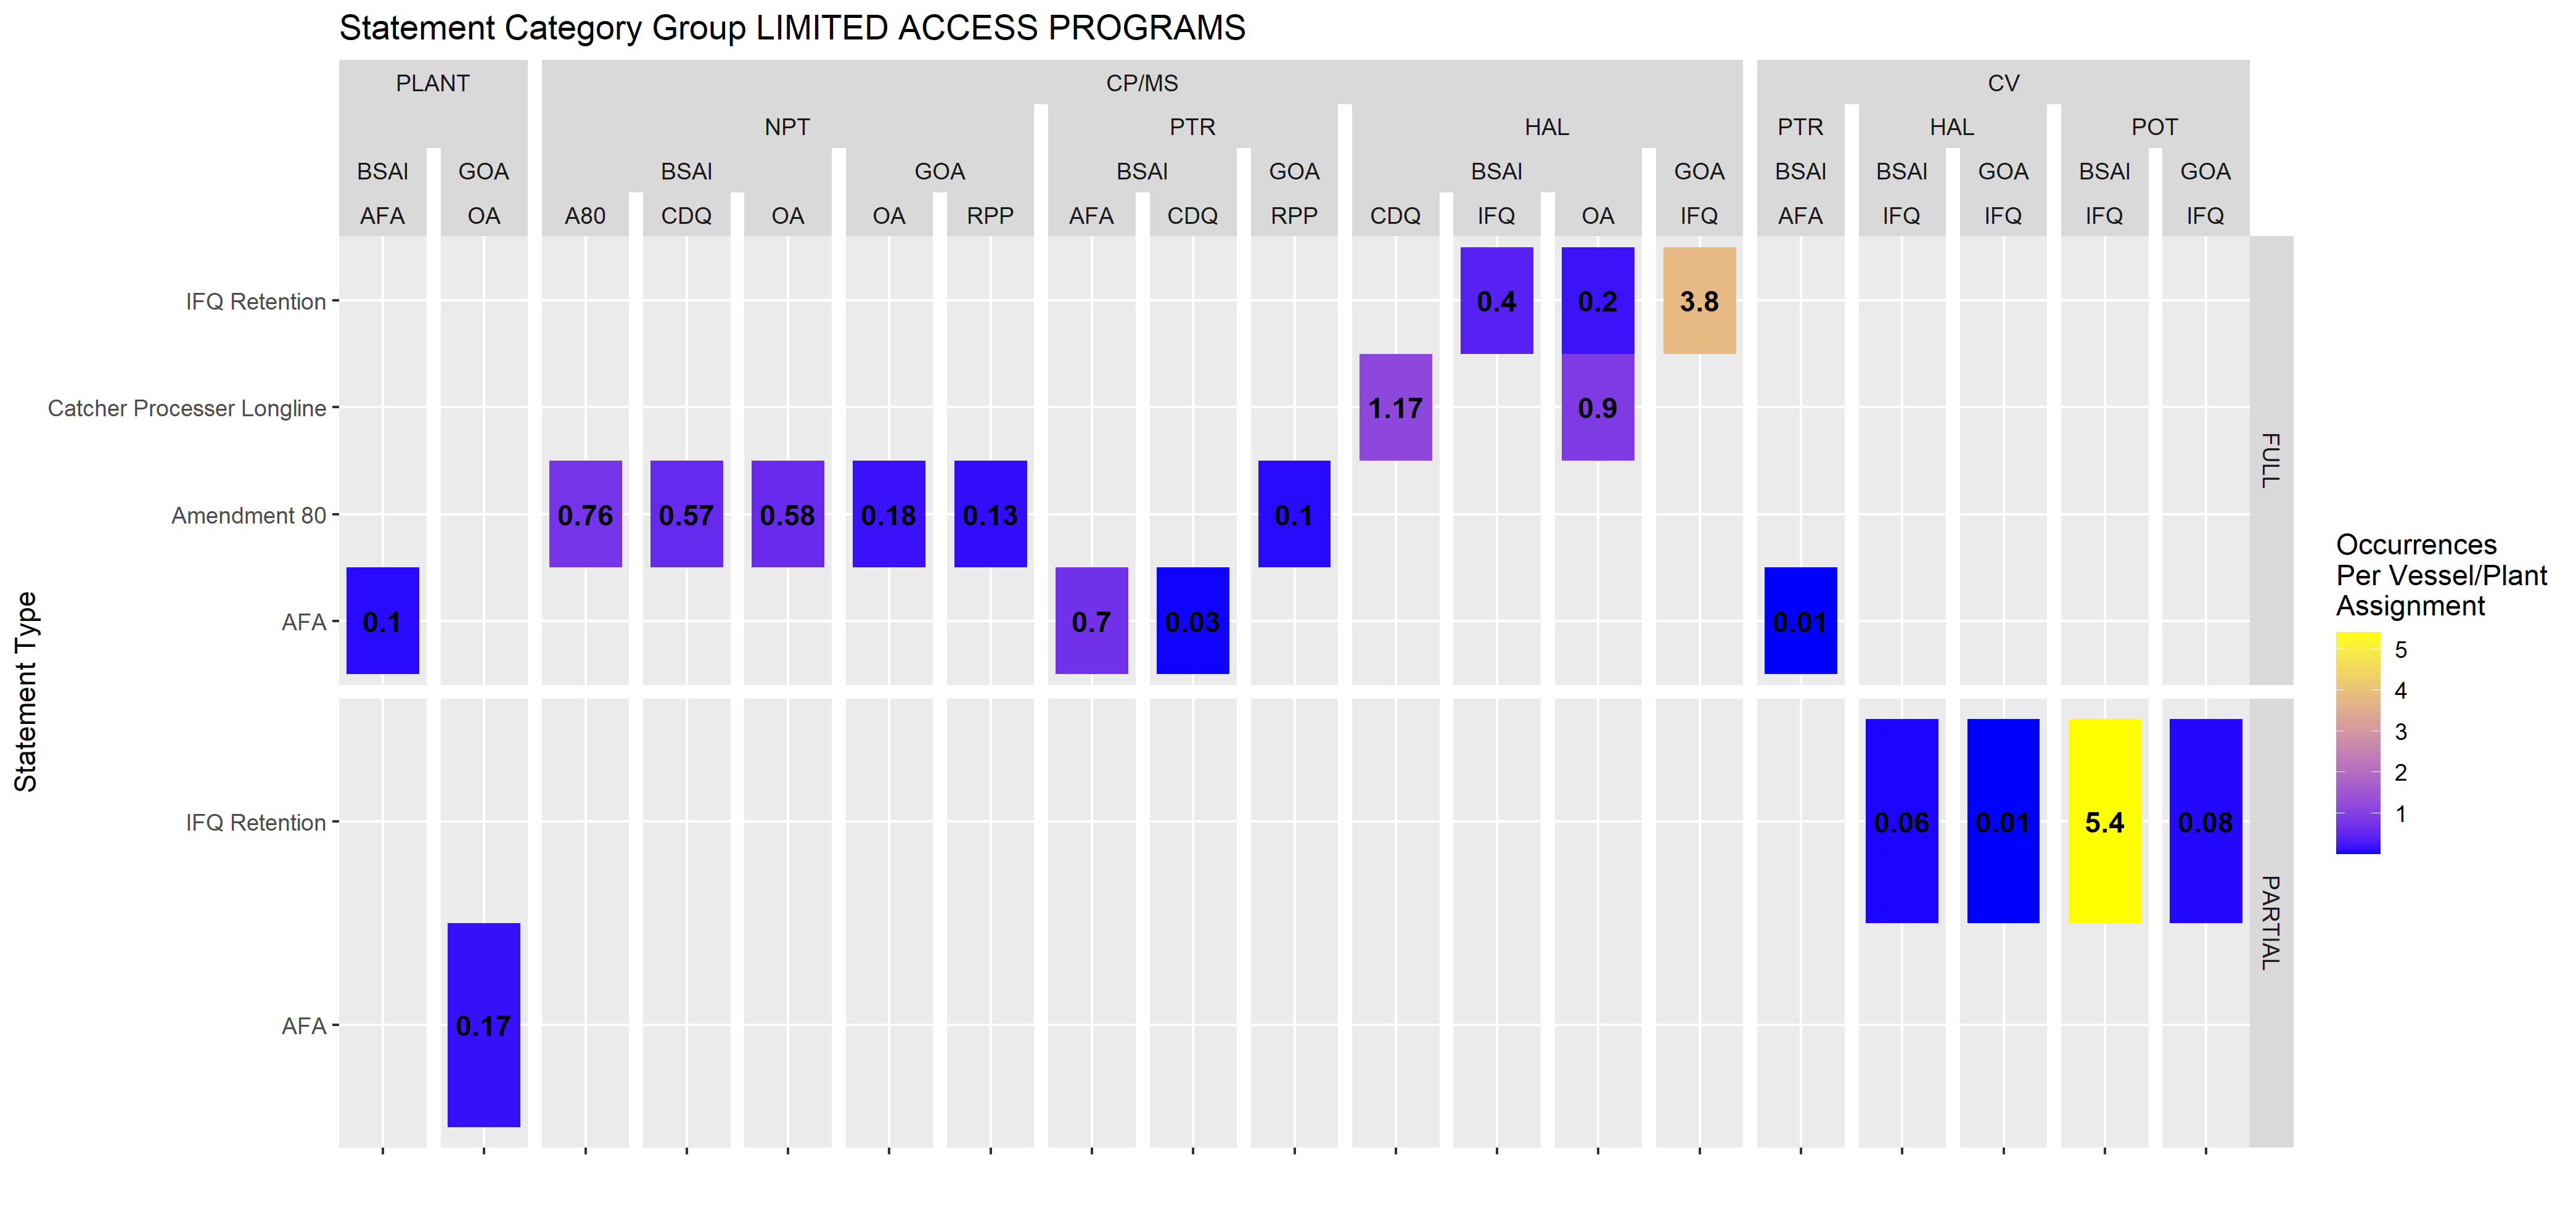 Statement Category Group LIMITED ACCESS PROGRAMS
PLANT CP/MS CV
NPT PTR HAL PTR HAL POT
BSAI GOA BSAI GOA BSAI GOA BSAI GOA BSAI BSAI GOA BSAI GOA
AFA OA A80 CDQ OA OA RPP AFA CDQ RPP CDQ IFQ OA IFQ AFA IFQ IFQ IFQ IFQ
IFQ Retention 0.4 0.2 3.8
Catcher Processer Longline 1.17 0.9
FULL
Amendment 80 0.76 0.57 0.58 0.18 0.13 0.1
AFA 0.1 0.7 0.03 0.01
Statement Type
IFQ Retention 0.06 0.01 5.4 0.08
PARTIAL
AFA 0.17
Occurrences
Per Vessel/Plant
Assignment
5
4
3
2
1